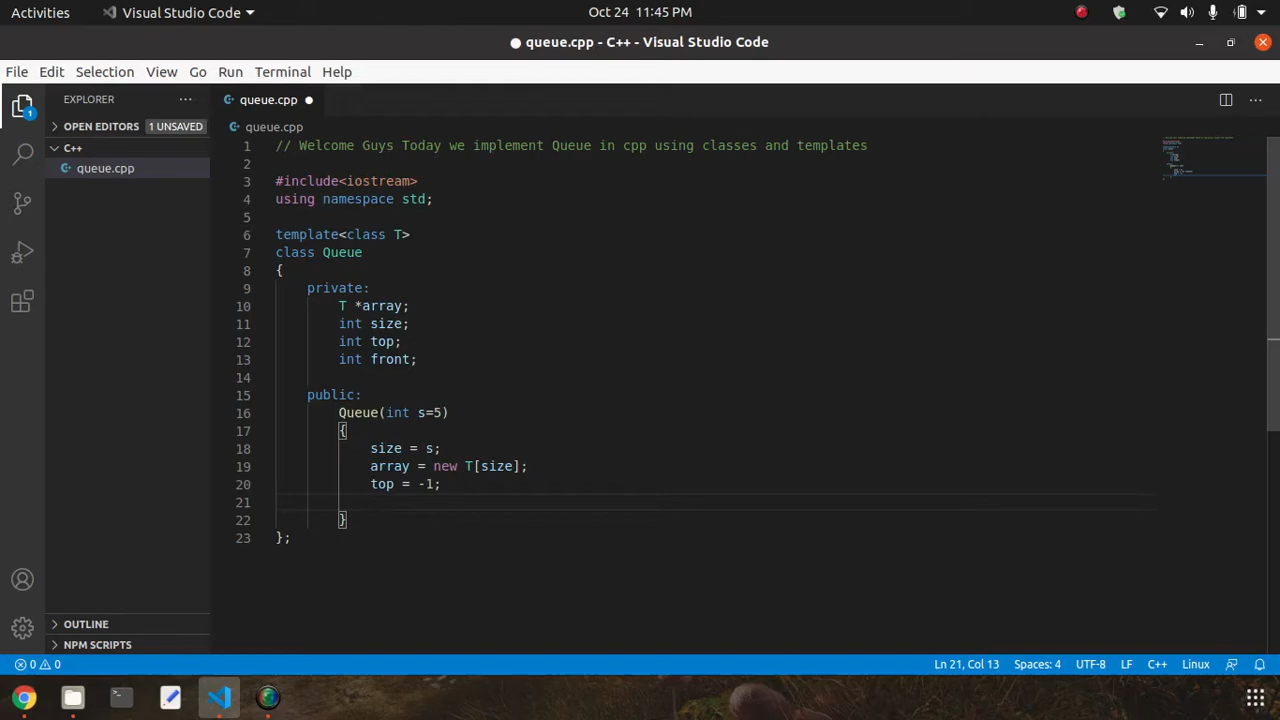 Activities
Visual Studio Code
Oct 24 11:45 PM
queue.cpp - C++ - Visual Studio Code
File Edit Selection View Go Run Terminal Help
EXPLORER
queue.cpp
OPEN EDITORS 1 UNSAVED
C++
queue.cpp
1
queue.cpp
1 // Welcome Guys Today we implement Queue in cpp using classes and templates
2
3 #include<iostream>
4 using namespace std;
5
6 template<class T>
7 class Queue
8 {
9 private:
10 T *array;
11 int size;
12 int top;
13 int front;
14
15 public:
16 Queue(int s=5)
17 {
18 size = s;
19 array = new T[size];
20 top = -1;
21
22 }
23 };
OUTLINE
NPM SCRIPTS
0 0
Ln 21, Col 13
Spaces: 4
UTF-8
LF
C++
Linux